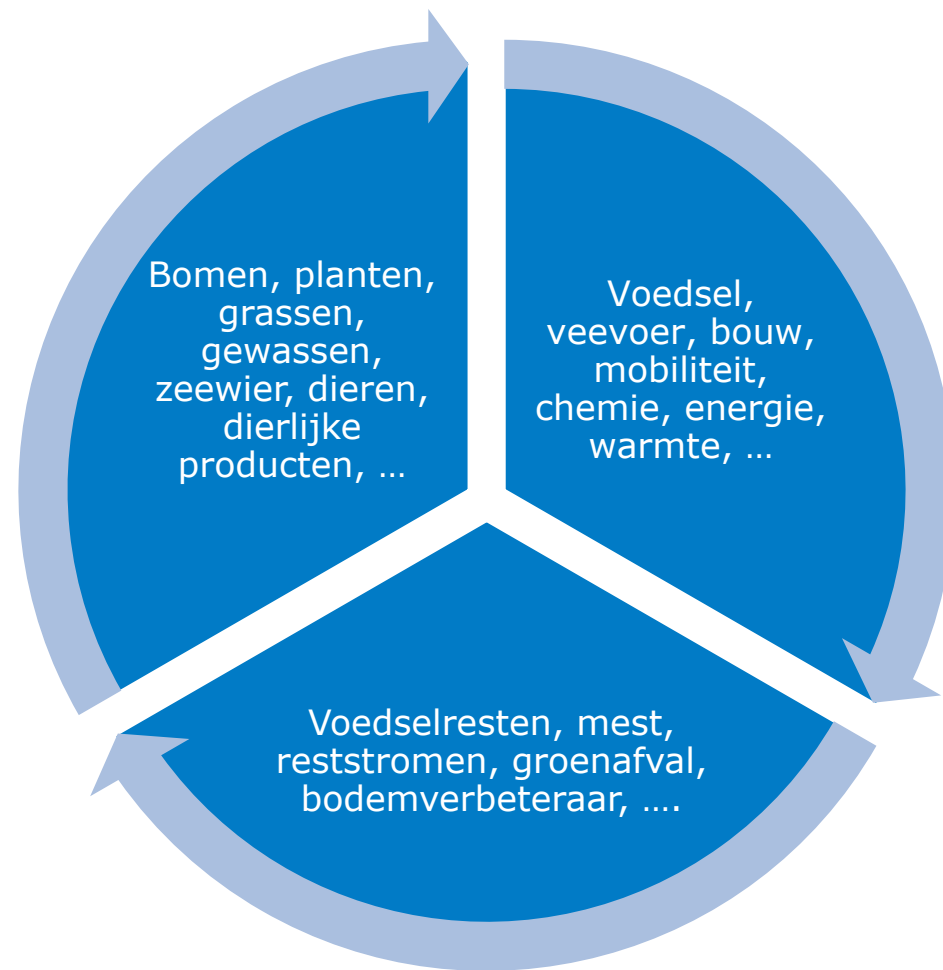 Bomen, planten,
grassen,
gewassen,
zeewier, dieren,
dierlijke
producten, …
Voedsel,
veevoer, bouw,
mobiliteit,
chemie, energie,
warmte, …
Voedselresten, mest,
reststromen, groenafval,
bodemverbeteraar, ….